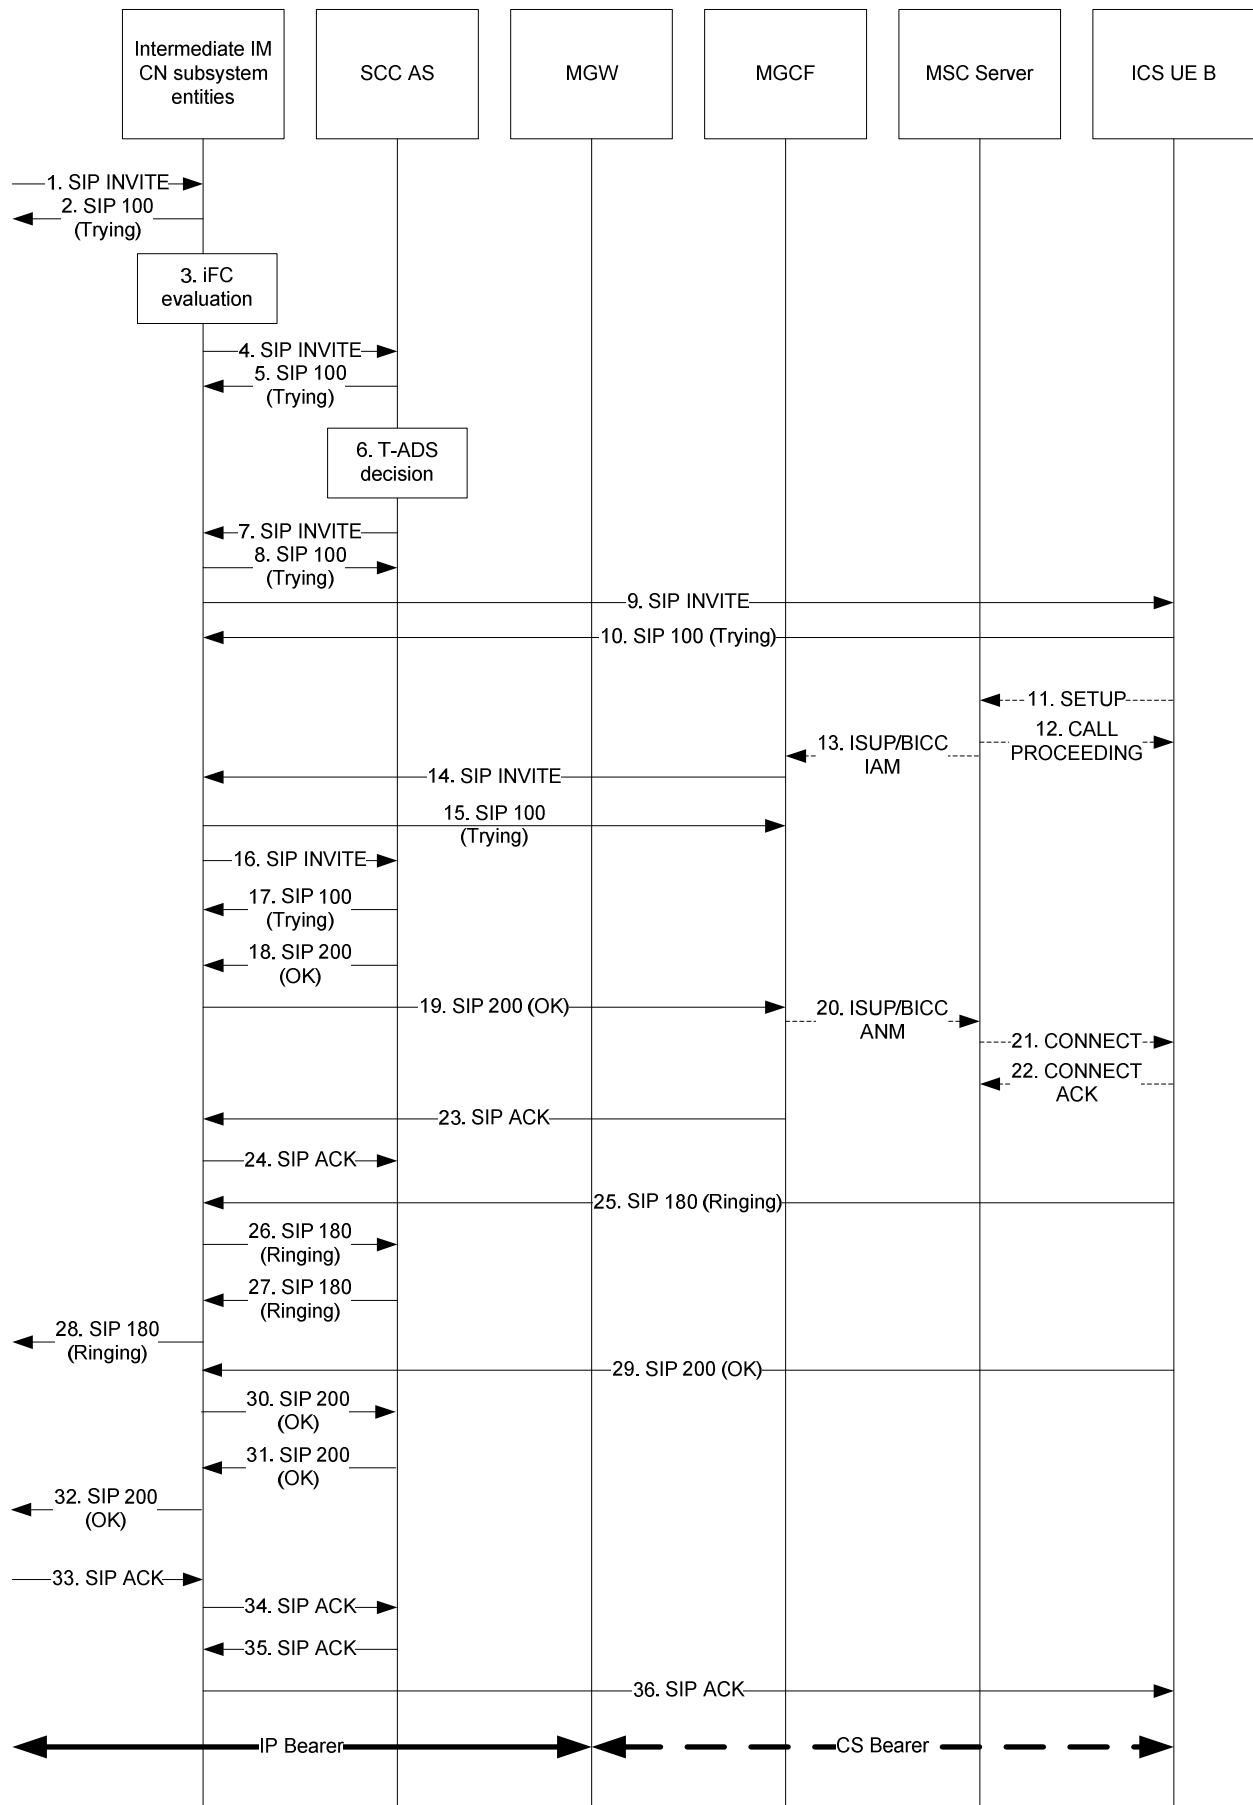 Intermediate IM
CN subsystem
entities
SCC AS
MGW
MGCF
MSC Server
ICS UE B
1. SIP INVITE
2. SIP 100
(Trying)
3. iFC
evaluation
4. SIP INVITE
5. SIP 100
(Trying)
6. T-ADS
decision
7. SIP INVITE
8. SIP 100
(Trying)
9. SIP INVITE
10. SIP 100 (Trying)
11. SETUP
12. CALL
PROCEEDING
13. ISUP/BICC
IAM
14. SIP INVITE
15. SIP 100
(Trying)
16. SIP INVITE
17. SIP 100
(Trying)
18. SIP 200
(OK)
19. SIP 200 (OK)
20. ISUP/BICC
ANM
21. CONNECT
22. CONNECT
ACK
23. SIP ACK
24. SIP ACK
25. SIP 180 (Ringing)
26. SIP 180
(Ringing)
27. SIP 180
(Ringing)
28. SIP 180
(Ringing)
29. SIP 200 (OK)
30. SIP 200
(OK)
31. SIP 200
(OK)
32. SIP 200
(OK)
33. SIP ACK
34. SIP ACK
35. SIP ACK
36. SIP ACK
IP Bearer
CS Bearer